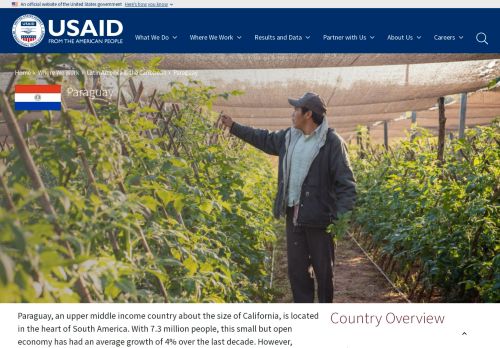 An official website of the United States government Here's how you know
USAID
FROM THE AMERICAN PEOPLE
What We Do
Where We Work
Results and Data
Partner with Us
About Us
Careers
Home Where We Work Latin America & the Caribbean Paraguay
Paraguay
Paraguay, an upper middle income country about the size of California, is located
in the heart of South America. With 7.3 million people, this small but open
economy has had an average growth of 4% over the last decade. However,
Country Overview